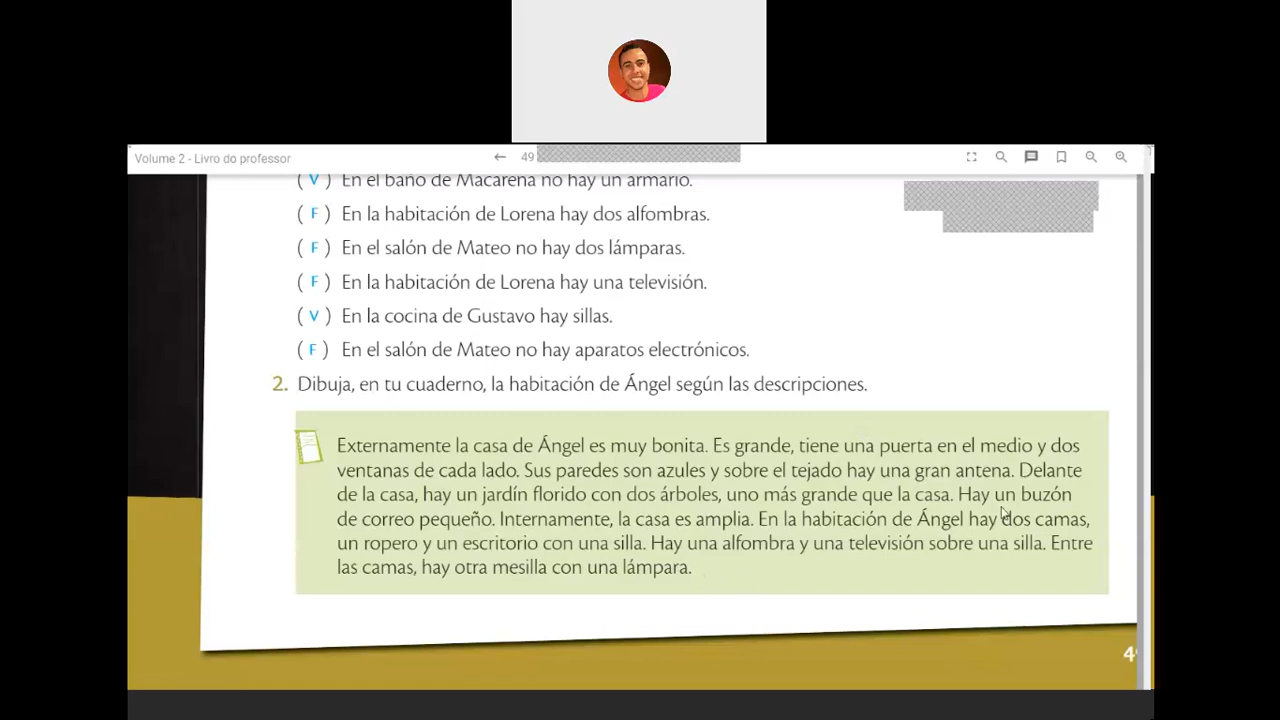 Volume 2 - Livro do professor
49
( V ) En el baño de Macarena no hay un armario.
( F ) En la habitación de Lorena hay dos alfombras.
( F ) En el salón de Mateo no hay dos lámparas.
( F ) En la habitación de Lorena hay una televisión.
( V ) En la cocina de Gustavo hay sillas.
( F ) En el salón de Mateo no hay aparatos electrónicos.
2. Dibuja, en tu cuaderno, la habitación de Ángel según las descripciones.
Externamente la casa de Ángel es muy bonita. Es grande, tiene una puerta en el medio y dos
ventanas de cada lado. Sus paredes son azules y sobre el tejado hay una gran antena. Delante
de la casa, hay un jardín florido con dos árboles, uno más grande que la casa. Hay un buzón
de correo pequeño. Internamente, la casa es amplia. En la habitación de Ángel hay dos camas,
un ropero y un escritorio con una silla. Hay una alfombra y una televisión sobre una silla. Entre
las camas, hay otra mesilla con una lámpara.